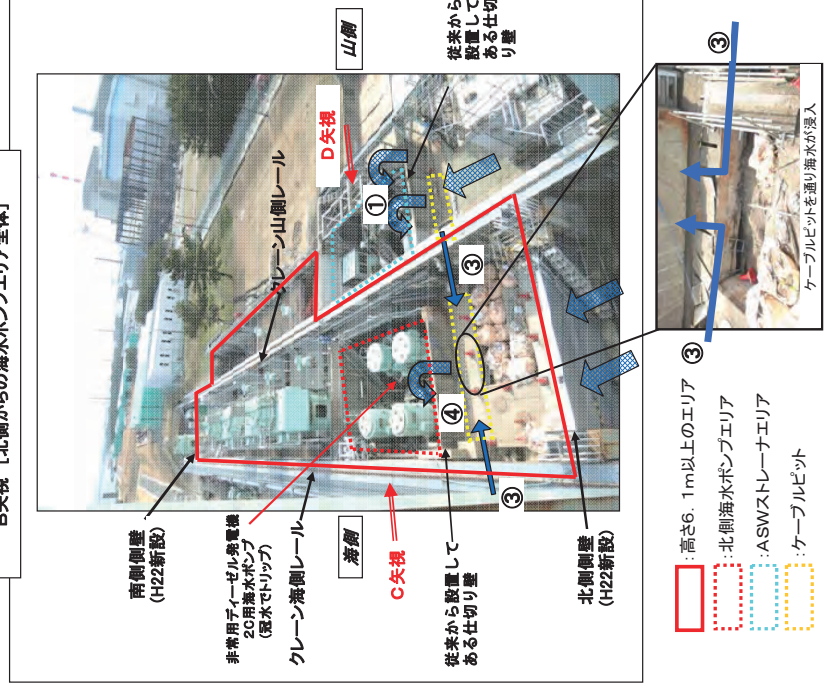 B矢視 [北側からの海水ポンプエリア全体]
山側
従来から
設置して
ある仕切
り壁
D矢視
クレーン山側レール
①
③
④
③
南側側壁
(H22新設)
非常用ディーゼル発電機
2C用海水ポンプ
(冠水でトリップ)
クレーン海側レール
海側
C矢視
従来から設置して
ある仕切り壁
北側側壁
(H22新設)
③
③
ケーブルピットを通り海水が浸入
:高さ6.1m以上のエリア
:北側海水ポンプエリア
:ASWストレーナエリア
:ケーブルピット